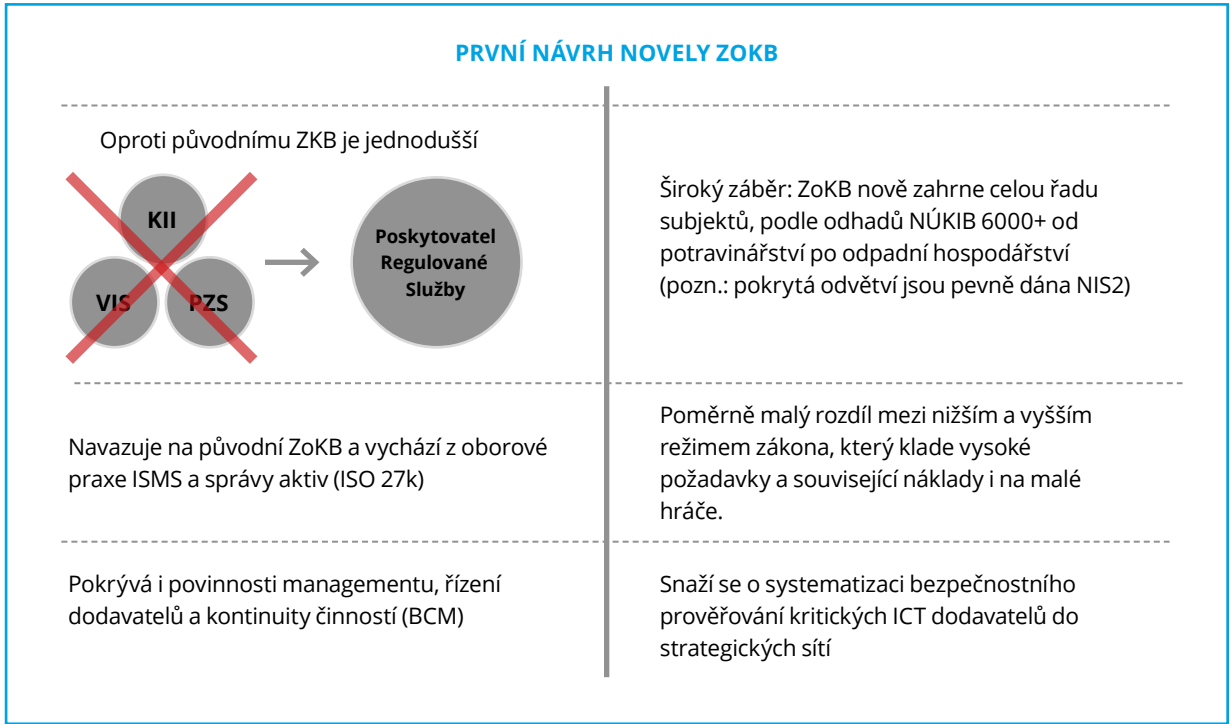 PRVNÍ NÁVRH NOVELY ZOKB
Oproti původnímu ZKB je jednodušší
KII
VIS
PZS
Poskytovatel
Regulované
Služby
Široký záběr: ZoKB nově zahrne celou řadu
subjektů, podle odhadů NÚKIB 6000+ od
potravinářství po odpadní hospodářství
(pozn.: pokrytá odvětví jsou pevně dána NIS2)
Navazuje na původní ZoKB a vychází z oborové
praxe ISMS a správy aktiv (ISO 27k)
Poměrně malý rozdíl mezi nižším a vyšším
režimem zákona, který klade vysoké
požadavky a související náklady i na malé
hráče.
Pokrývá i povinnosti managementu, řízení
dodavatelů a kontinuity činností (BCM)
Snaží se o systematizaci bezpečnostního
prověřování kritických ICT dodavatelů do
strategických sítí